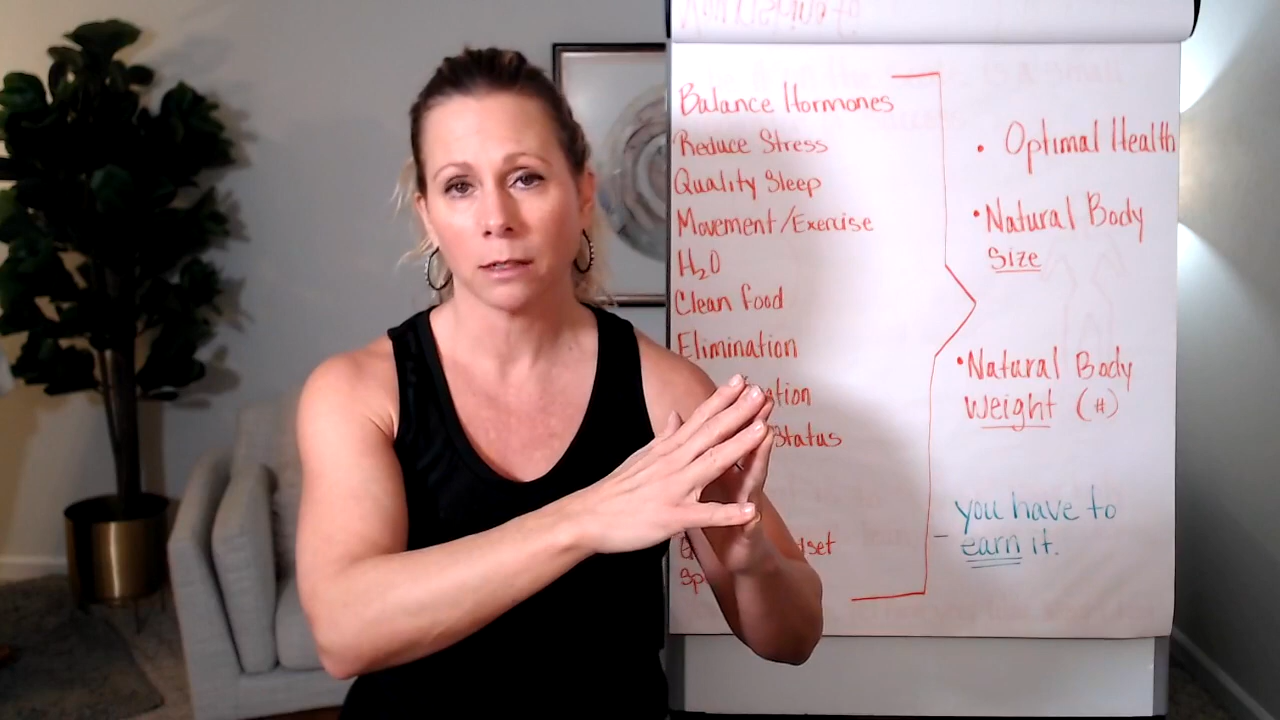 Balance Hormones
Reduce Stress
Quality Sleep
Movement/Exercise
H₂O
Clean food
Elimination
Status
• Optimal Health
• Natural Body
Size
• Natural Body
Weight (#)
you have to
- earn it.